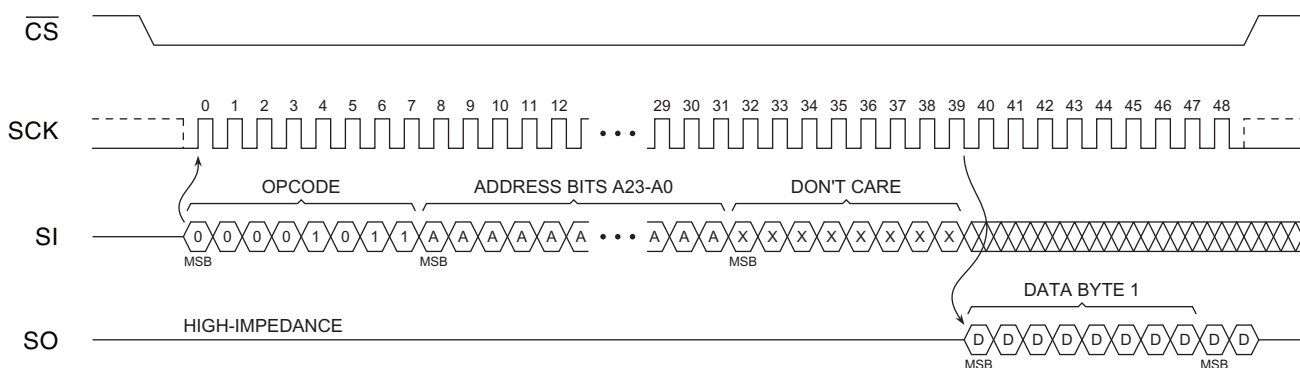 CS
SCK
0 1 2 3 4 5 6 7 8 9 10 11 12 29 30 31 32 33 34 35 36 37 38 39 40 41 42 43 44 45 46 47 48
•••
OPCODE ADDRESS BITS A23-A0 DON'T CARE
SI
0 0 0 0 1 0 1 1 A A A A A A ••• A A A X X X X X X X X
MSB MSB MSB
DATA BYTE 1
HIGH-IMPEDANCE
SO
D D D D D D D D D D
MSB MSB